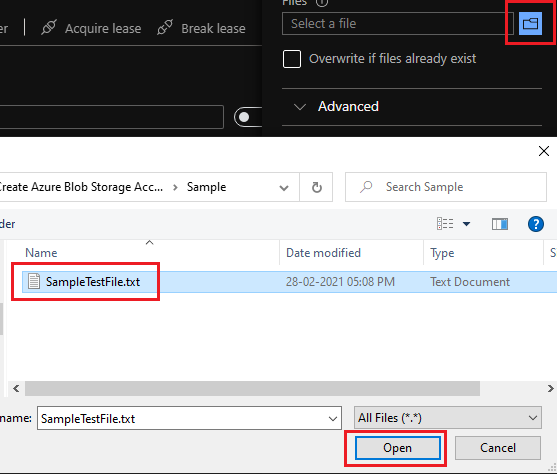 Files
er
Acquire lease
Break lease
Select a file
Overwrite if files already exist
Advanced
Create Azure Blob Storage Acc...
Sample
Search Sample
der
Name
Date modified
Type
S
SampleTestFile.txt
28-02-2021 05:08 PM
Text Document
name:
SampleTestFile.txt
All Files (*.*)
Open
Cancel